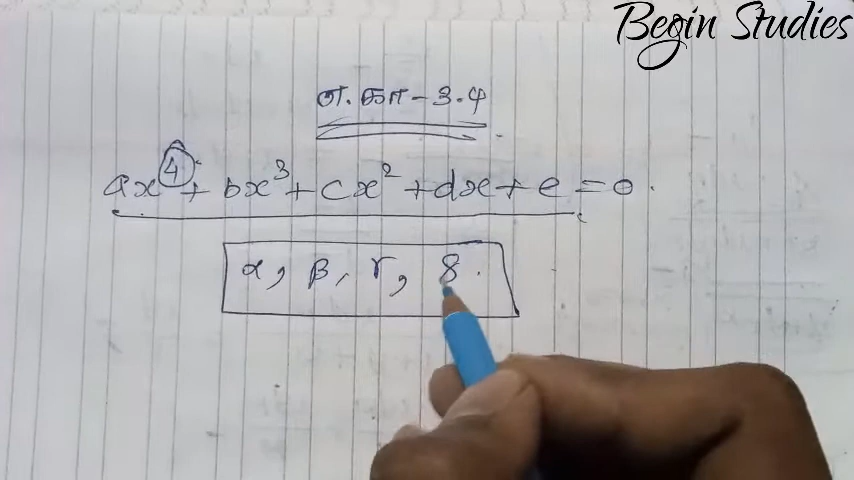 Begin Studies
எ.கா - 3.4
ax⁴ + bx³ + cx² + dx + e = 0.
α, β, γ, δ.